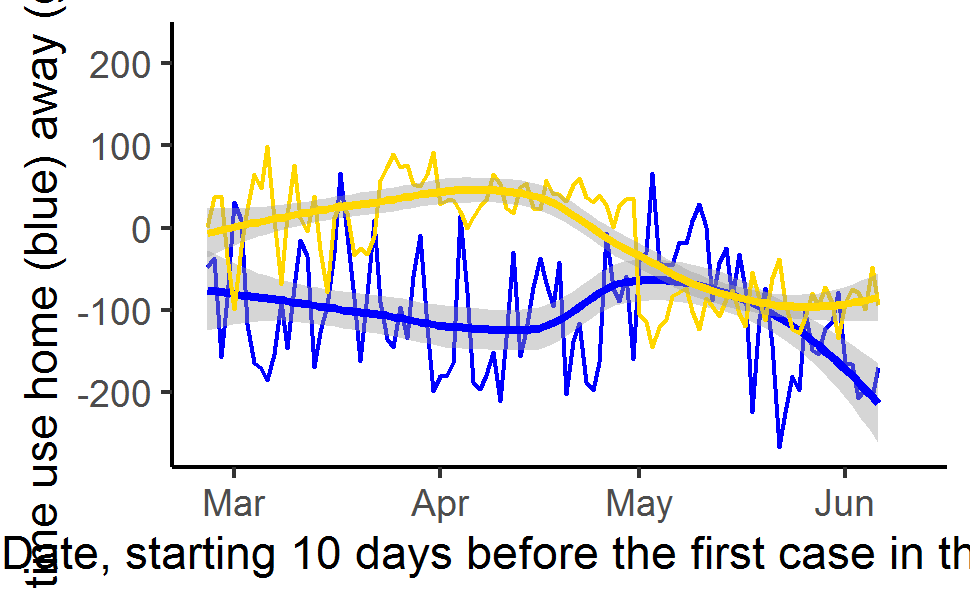 time use home (blue) away (
200
100
0
-100
-200
Mar Apr May Jun
Date, starting 10 days before the first case in th